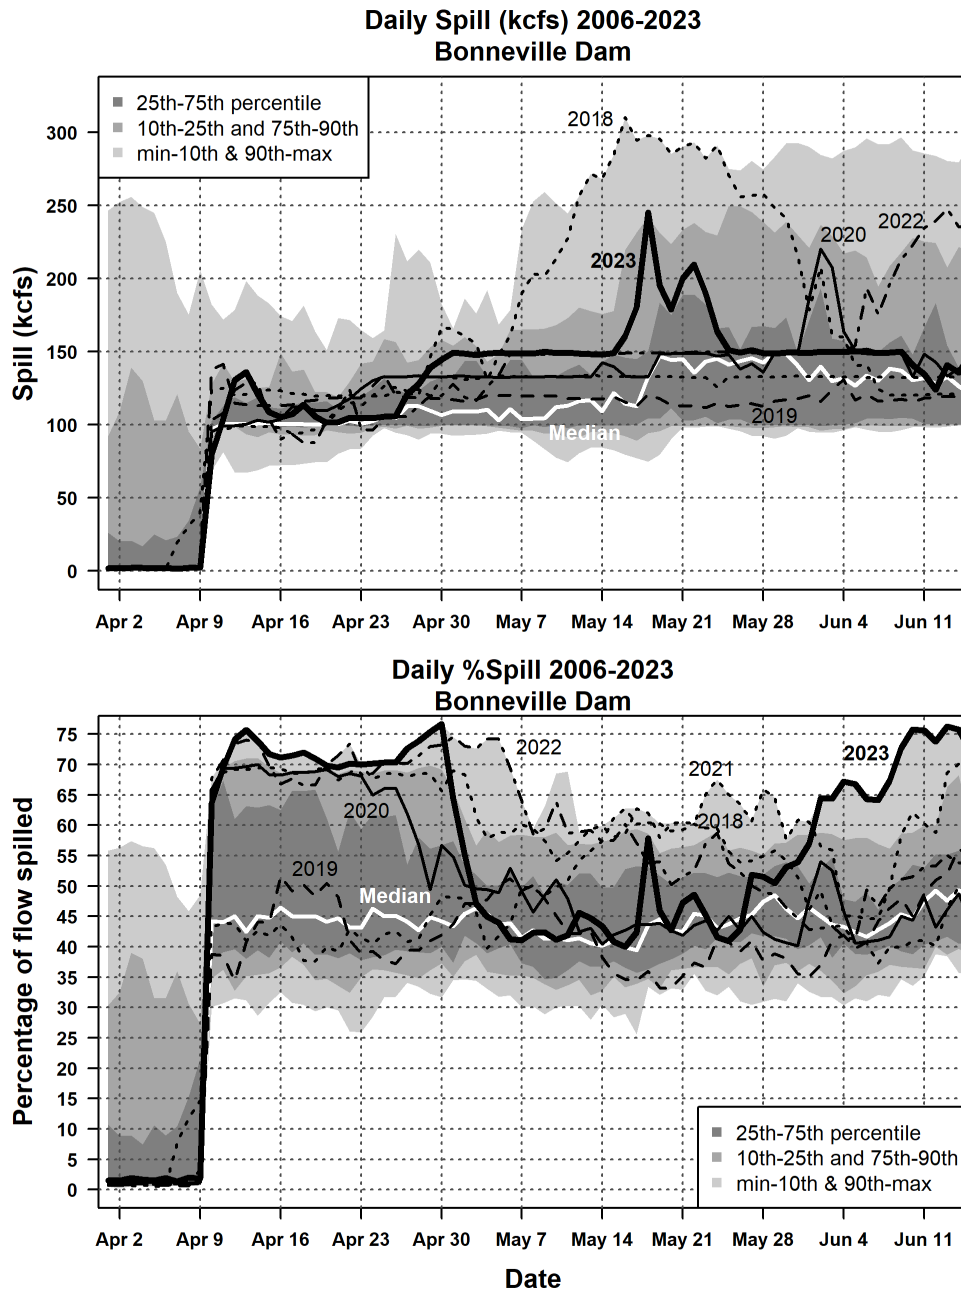 Daily Spill (kcfs) 2006-2023
Bonneville Dam
25th-75th percentile
10th-25th and 75th-90th
min-10th & 90th-max
Spill (kcfs)
300
250
200
150
100
50
0
2018
2023
2020
2022
2019
Median
Apr 2 Apr 9 Apr 16 Apr 23 Apr 30 May 7 May 14 May 21 May 28 Jun 4 Jun 11
Daily %Spill 2006-2023
Bonneville Dam
Percentage of flow spilled
75
70
65
60
55
50
45
40
35
30
25
20
15
10
5
0
2022
2023
2021
2020
2018
2019
Median
25th-75th percentile
10th-25th and 75th-90th
min-10th & 90th-max
Apr 2 Apr 9 Apr 16 Apr 23 Apr 30 May 7 May 14 May 21 May 28 Jun 4 Jun 11
Date